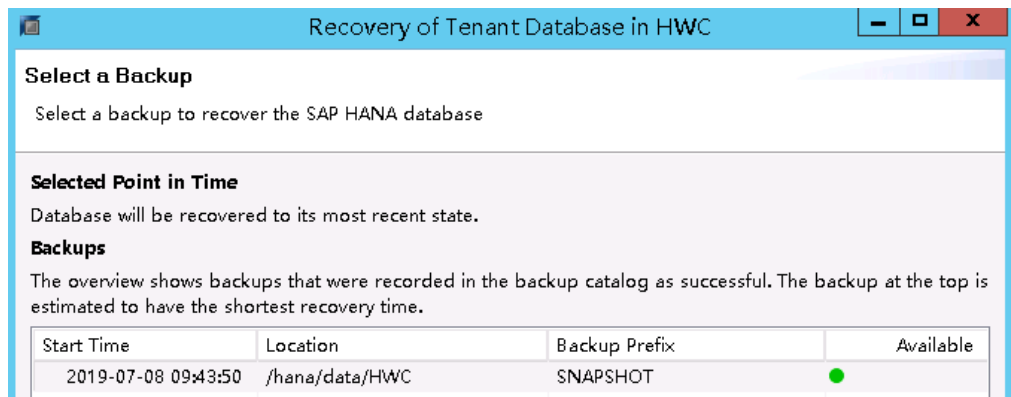 Recovery of Tenant Database in HWC
Select a Backup
Select a backup to recover the SAP HANA database
Selected Point in Time
Database will be recovered to its most recent state.
Backups
The overview shows backups that were recorded in the backup catalog as successful. The backup at the top is
estimated to have the shortest recovery time.
Start Time Location Backup Prefix Available
2019-07-08 09:43:50 /hana/data/HWC SNAPSHOT